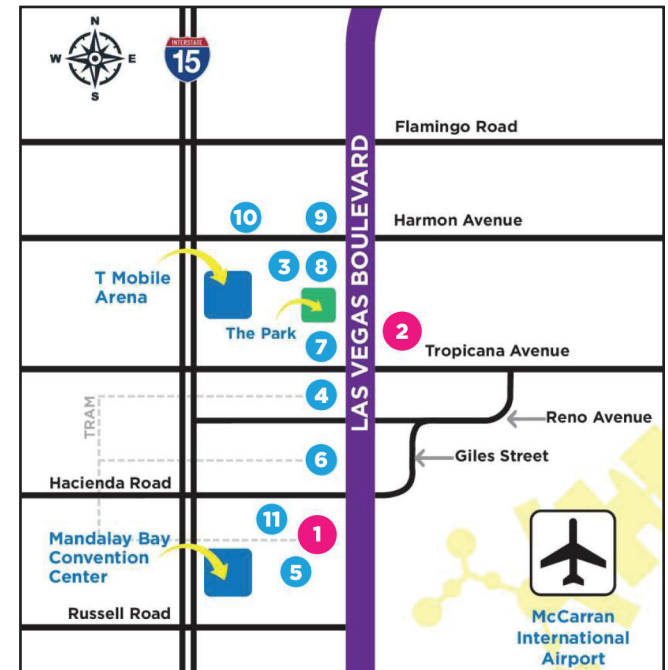 N
W E
S
INTERSTATE
15
Flamingo Road
10
9
Harmon Avenue
LAS VEGAS BOULEVARD
3
8
T Mobile
Arena
The Park
2
7
Tropicana Avenue
4
TRAM
Reno Avenue
6
Giles Street
Hacienda Road
11
1
Mandalay Bay
Convention
Center
5
Russell Road
McCarran
International
Airport